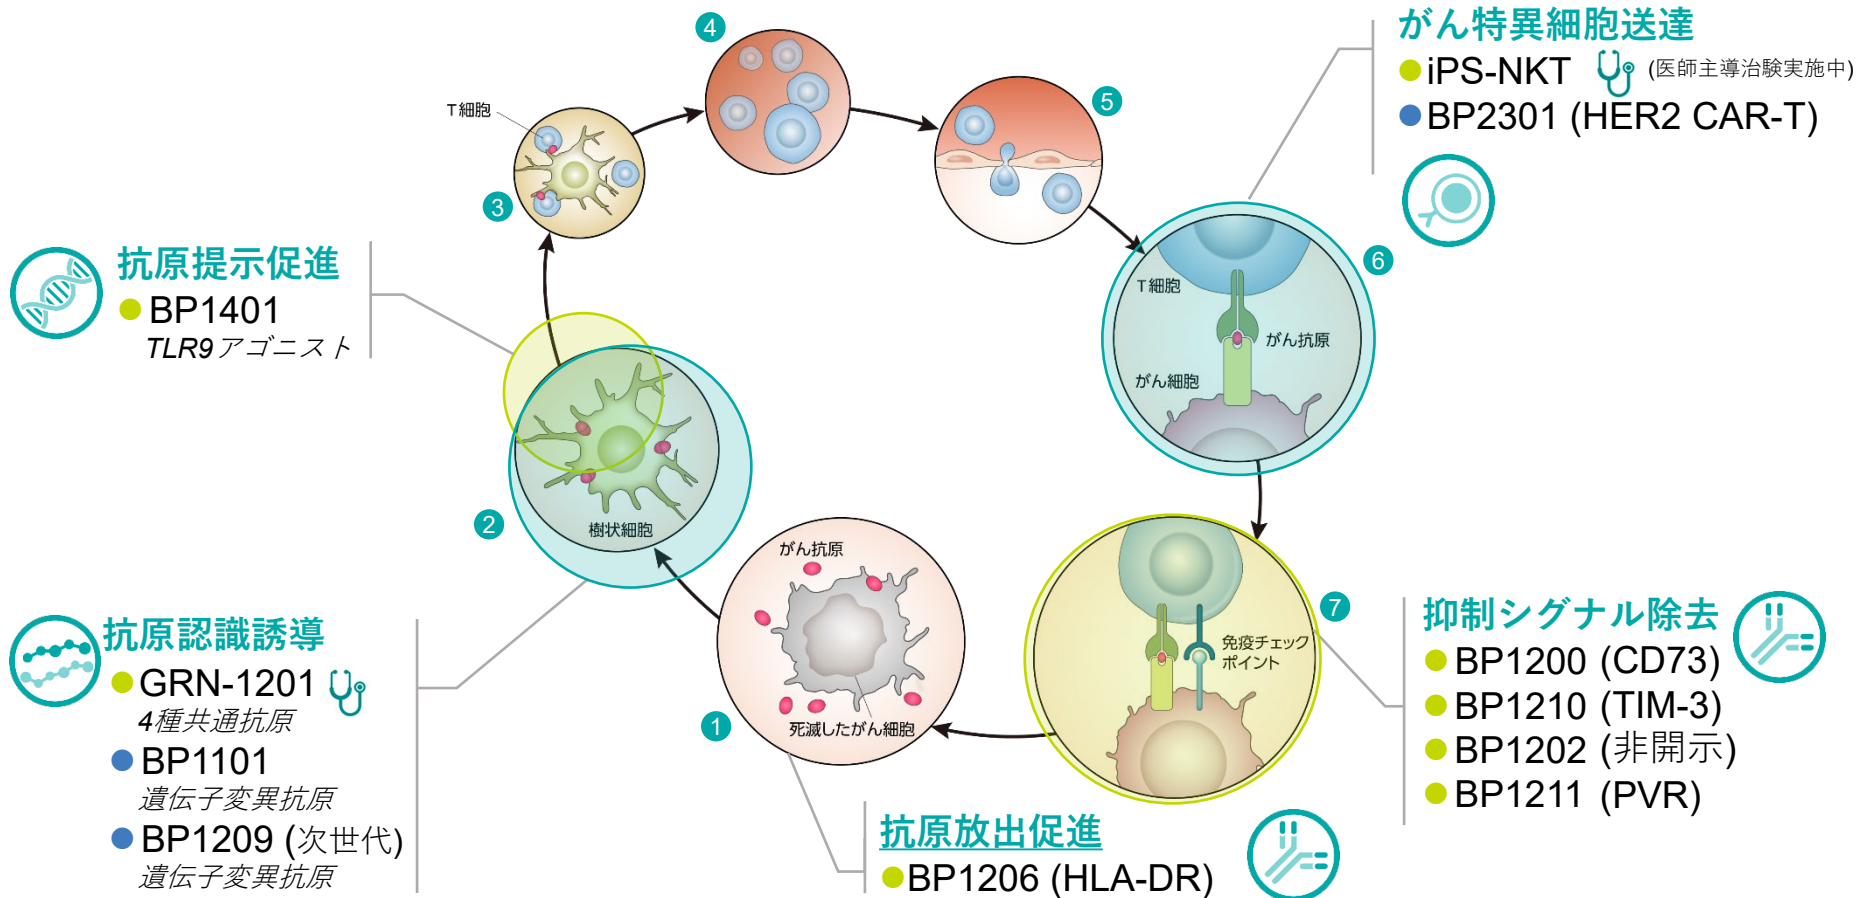 4
T細胞
3
5
がん特異細胞送達
iPS-NKT (医師主導治験実施中)
BP2301 (HER2 CAR-T)
6
T細胞
がん抗原
がん細胞
抗原提示促進
BP1401
TLR9アゴニスト
樹状細胞
2
がん抗原
死滅したがん細胞
1
7
免疫チェック
ポイント
抑制シグナル除去
BP1200 (CD73)
BP1210 (TIM-3)
BP1202 (非開示)
BP1211 (PVR)
抗原認識誘導
GRN-1201
4種共通抗原
BP1101
遺伝子変異抗原
BP1209 (次世代)
遺伝子変異抗原
抗原放出促進
BP1206 (HLA-DR)